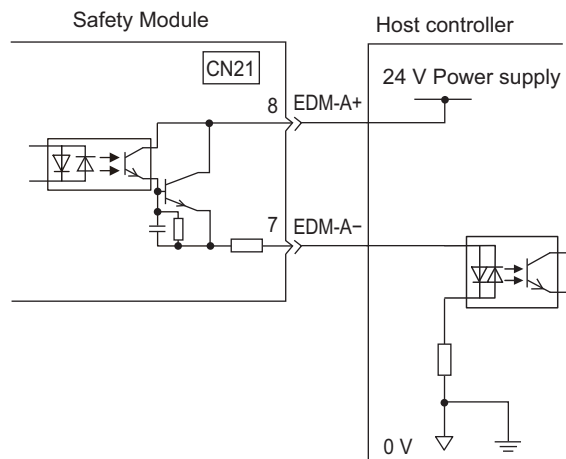 Safety Module
Host controller
CN21
24 V Power supply
8
EDM-A+
7
EDM-A−
0 V